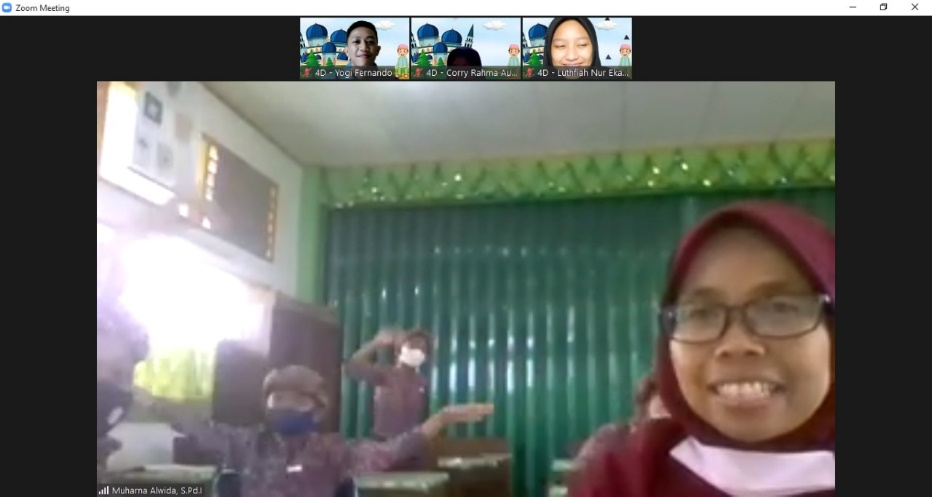 Zoom Meeting
4D - Yogi Fernando
4D - Corry Rahma Au...
4D - Luthfiah Nur Eka...
Muharna Alwida, S.Pd.I